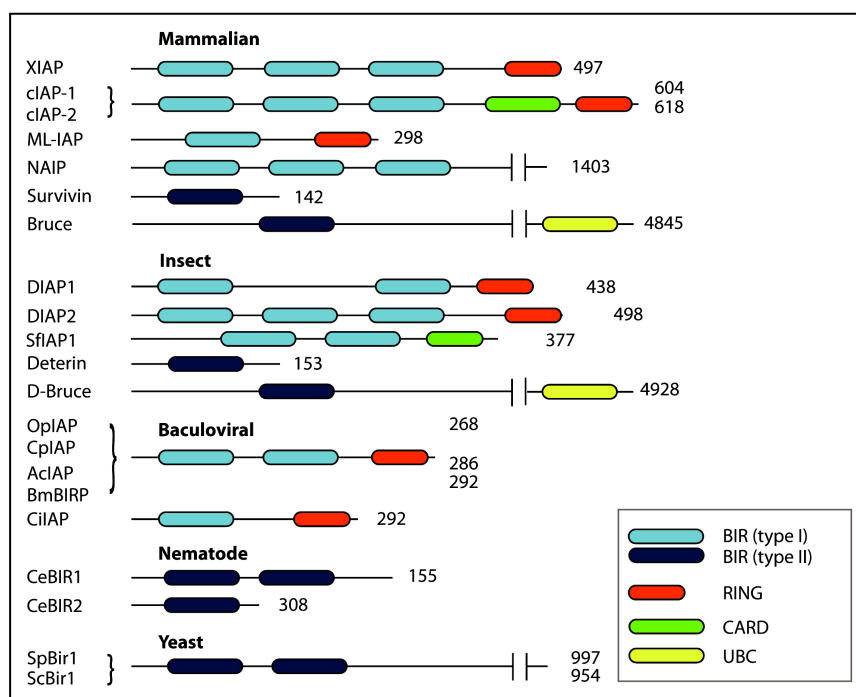 Mammalian
XIAP 497
cIAP-1 604
cIAP-2 618
ML-IAP 298
NAIP 1403
Survivin 142
Bruce 4845
Insect
DIAP1 438
DIAP2 498
SfIAP1 377
Deterin 153
D-Bruce 4928
OpIAP 268
Baculoviral
CpIAP 286
AcIAP 292
BmBIRP
CiIAP 292
Nematode
CeBIR1 155
CeBIR2 308
Yeast
SpBir1 997
ScBir1 954
BIR (type I)
BIR (type II)
RING
CARD
UBC